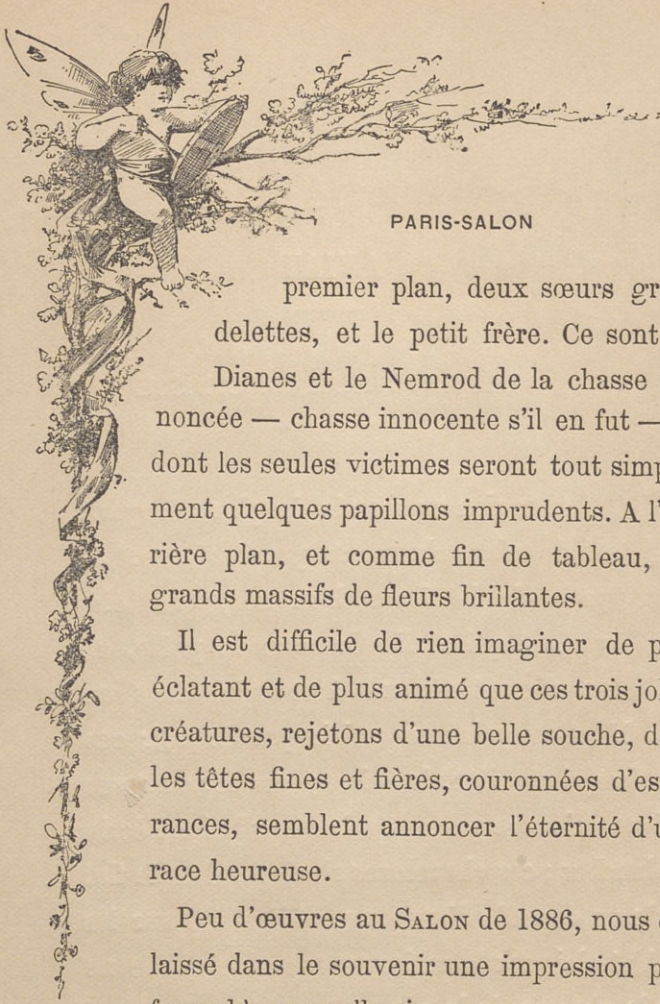 PARIS-SALON
premier plan, deux sœurs gr
delettes, et le petit frère. Ce sont
Dianes et le Nemrod de la chasse
noncée — chasse innocente s'il en fut —
dont les seules victimes seront tout simp
ment quelques papillons imprudents. A l'
rière plan, et comme fin de tableau,
grands massifs de fleurs brillantes.
Il est difficile de rien imaginer de p
éclatant et de plus animé que ces trois jo
créatures, rejetons d'une belle souche, d
les têtes fines et fières, couronnées d'es
rances, semblent annoncer l'éternité d'u
race heureuse.
Peu d'œuvres au SALON de 1886, nous
laissé dans le souvenir une impression p